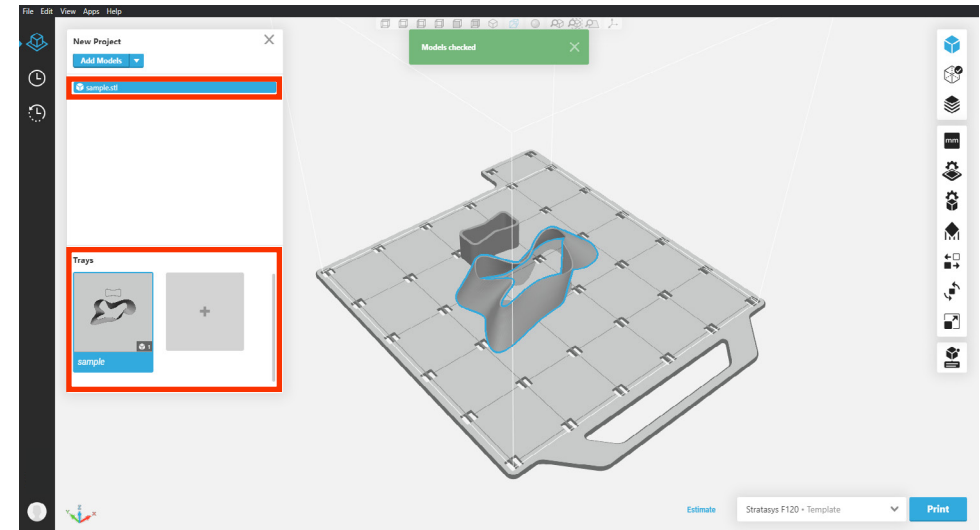 File Edit View Apps Help
New Project
Add Models
sample.stl
Models checked
Trays
1
sample
mm
Estimate
Stratasys F120 • Template
Print